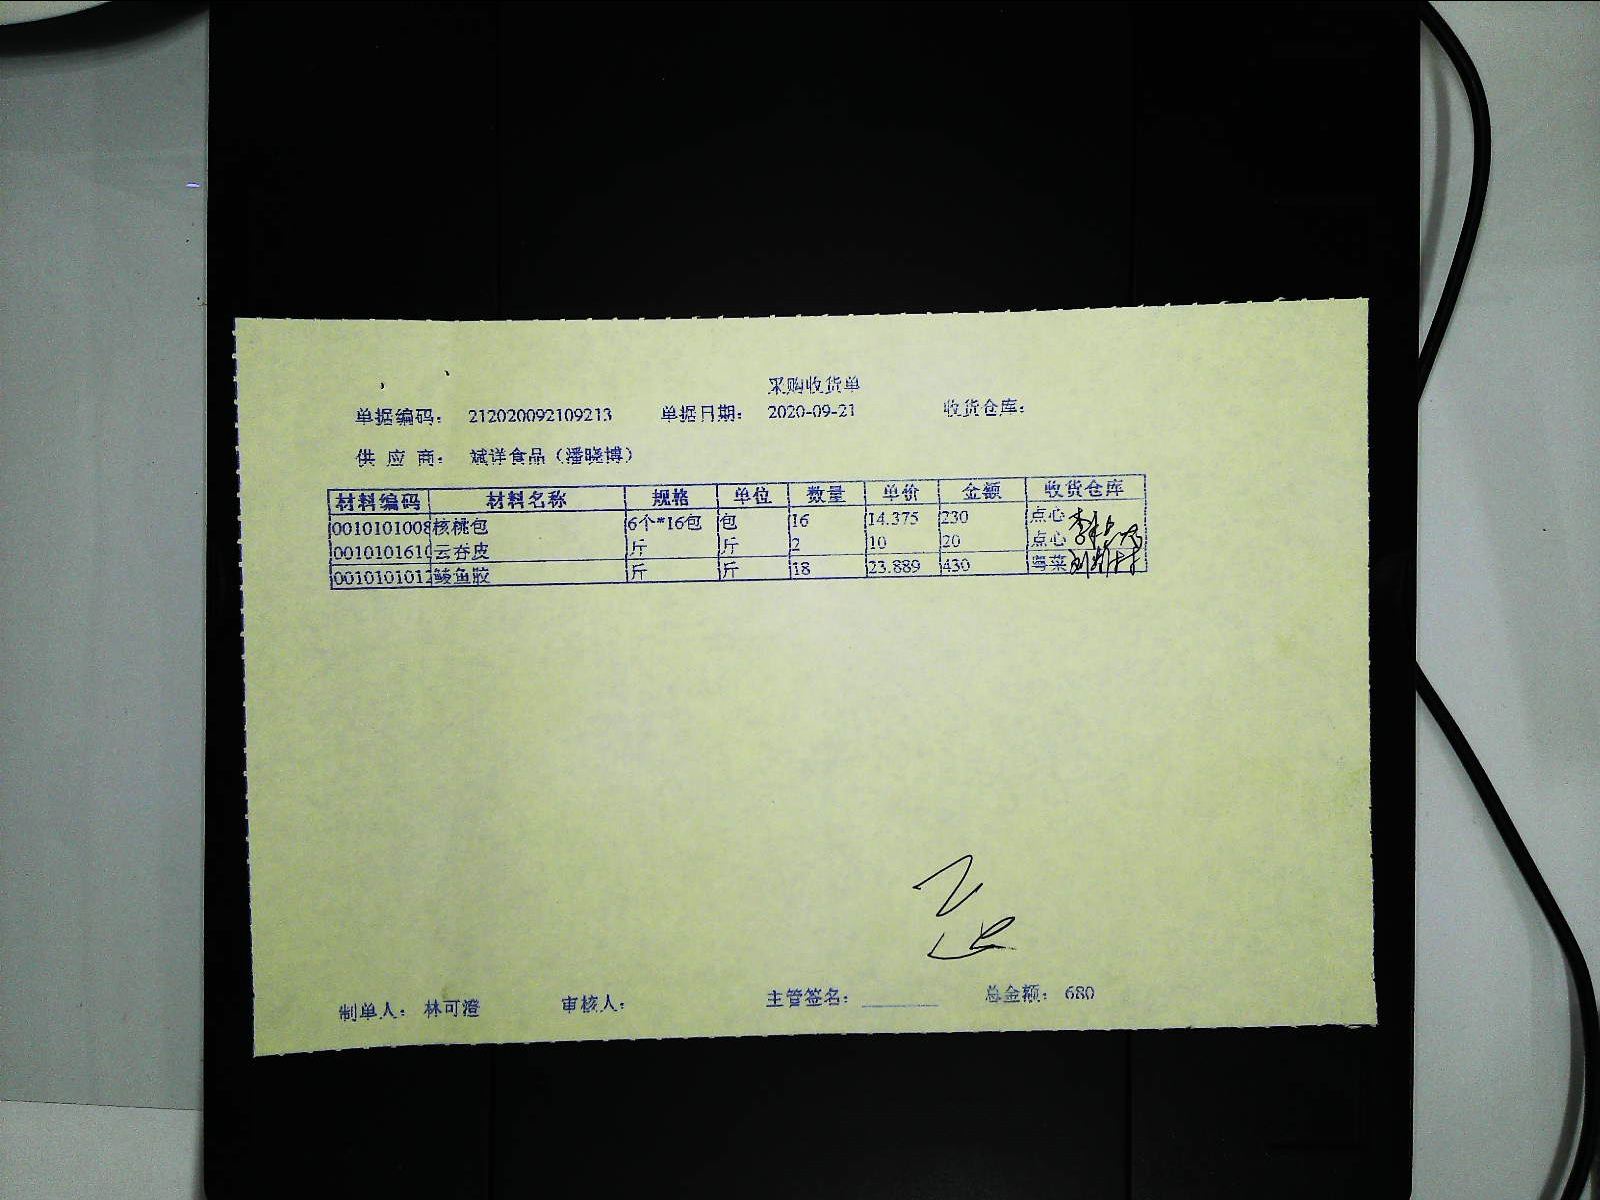 采购收货单
单据编码： 212020092109213 单据日期： 2020-09-21 收货仓库：
供 应 商： 斌洋食品（潘晓博）
材料编码 材料名称 规格 单位 数量 单价 金额 收货仓库
0010101008 核桃包 6个*16包 包 16 14.375 230 点心
001010161 云吞皮 斤 斤 2 10 20 点心
001010101 鲮鱼胶 斤 斤 18 23.889 430 粤菜
制单人： 林可澄 审核人： 主管签名： 总金额： 680